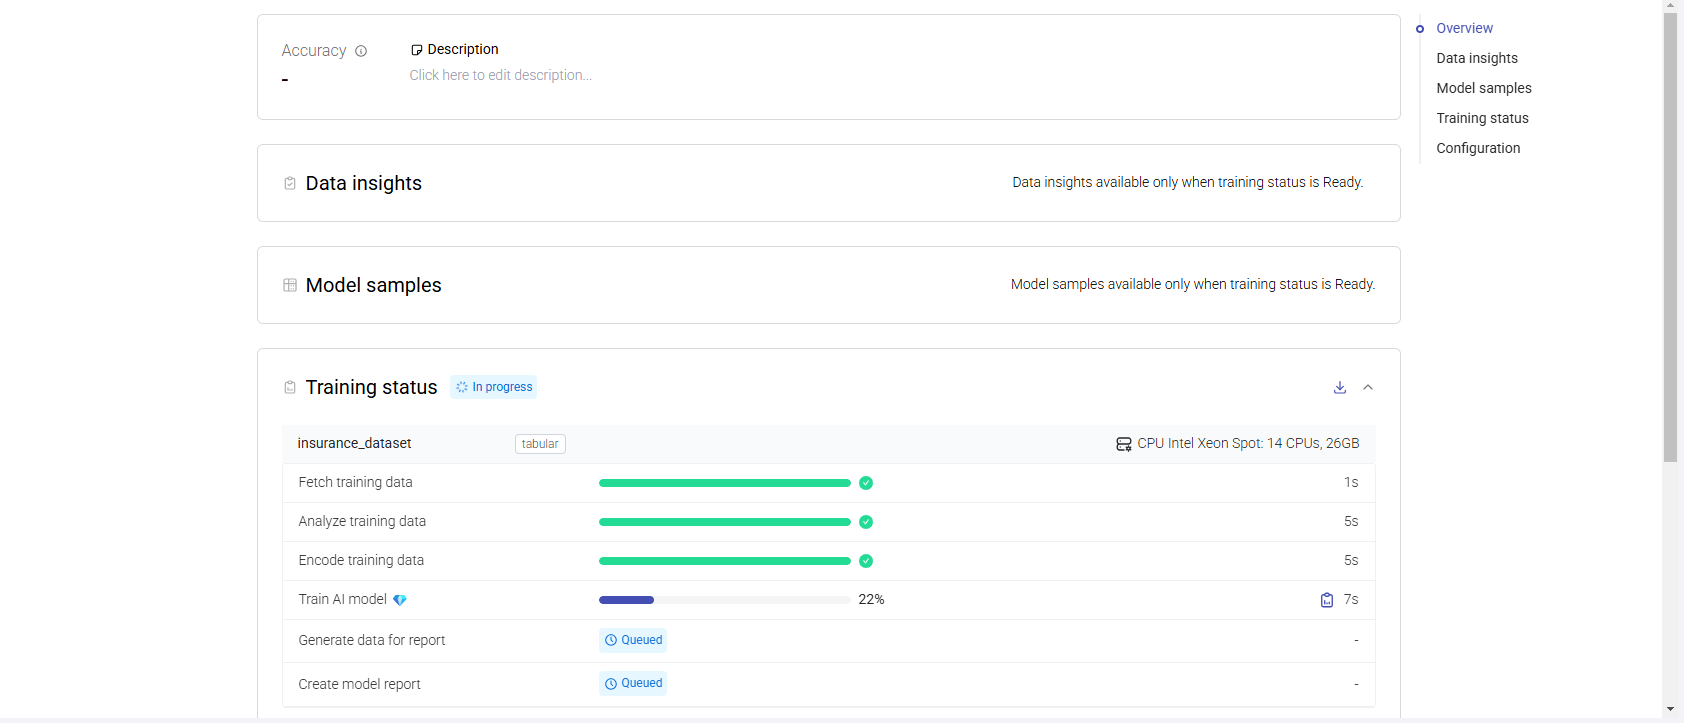 Accuracy
-
Description
Click here to edit description...
Overview
Data insights
Model samples
Training status
Configuration
Data insights
Data insights available only when training status is Ready.
Model samples
Model samples available only when training status is Ready.
Training status
In progress
insurance_dataset
tabular
CPU Intel Xeon Spot: 14 CPUs, 26GB
Fetch training data
1s
Analyze training data
5s
Encode training data
5s
Train AI model
22%
7s
Generate data for report
Queued
-
Create model report
Queued
-